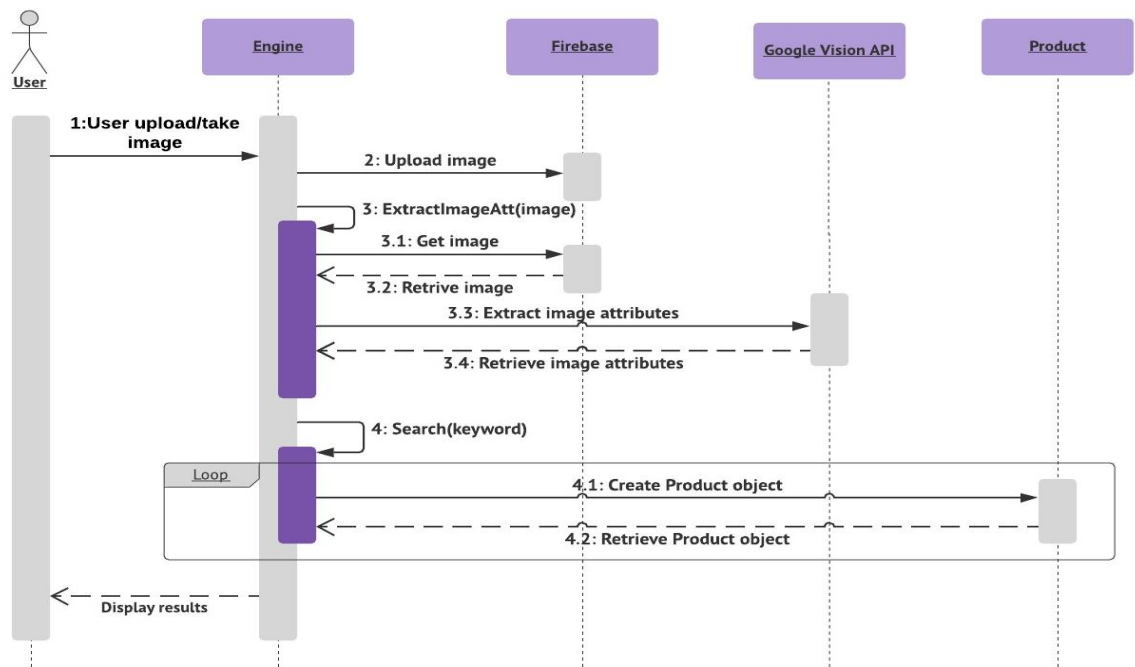 User
Engine
Firebase
Google Vision API
Product
1:User upload/take
image
2: Upload image
3: ExtractImageAtt(image)
3.1: Get image
3.2: Retrive image
3.3: Extract image attributes
3.4: Retrieve image attributes
4: Search(keyword)
Loop
4.1: Create Product object
4.2: Retrieve Product object
Display results